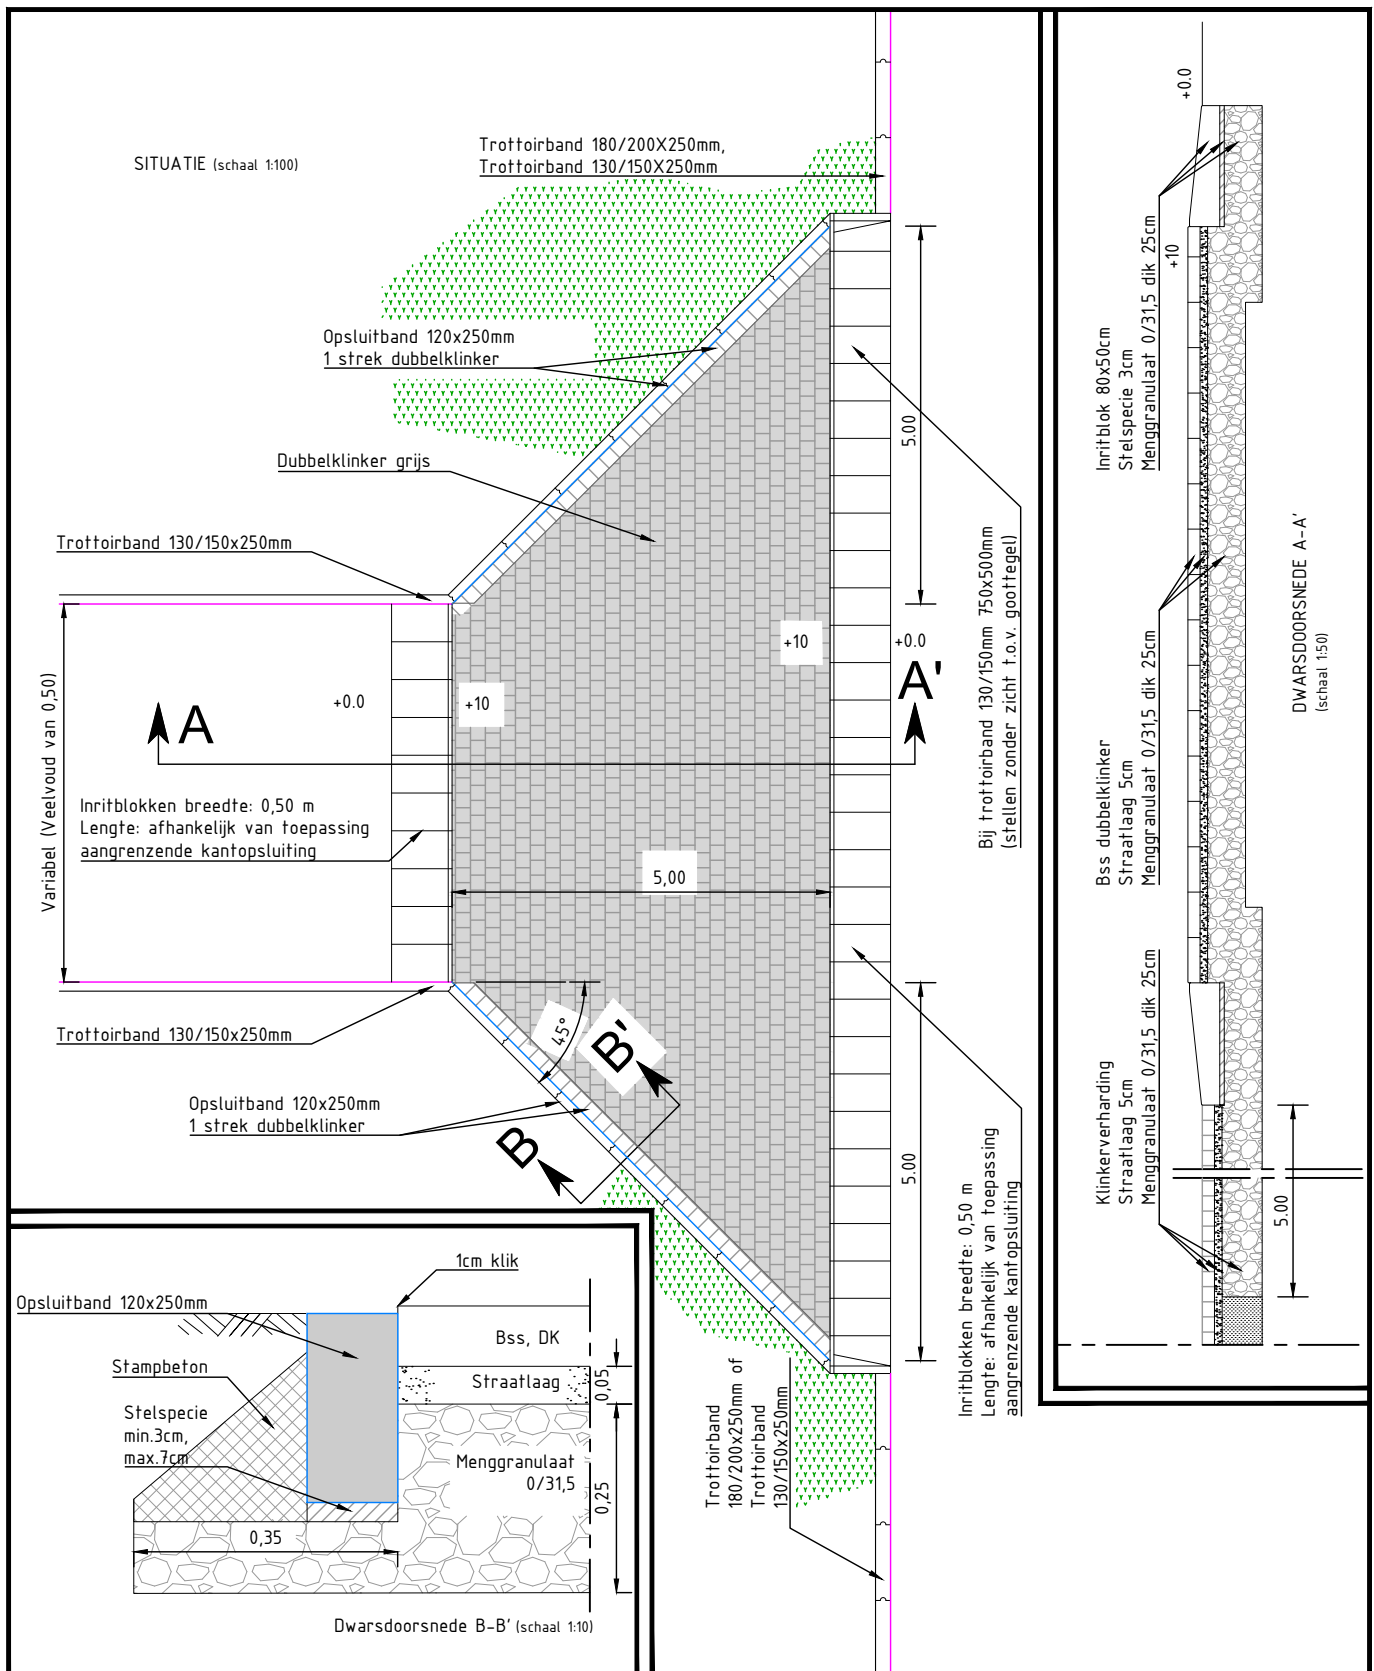 SITUATIE (schaal 1:100)
Trottoirband 180/200X250mm,
Trottoirband 130/150X250mm
Opsluitband 120x250mm
1 strek dubbelklinker
Dubbelklinker grijs
Trottoirband 130/150x250mm
Variabel (Veelvoud van 0,50)
+0.0
+10
A
+10
+0.0
A'
Inritblokken breedte: 0,50 m
Lengte: afhankelijk van toepassing
aangrenzende kantopsluiting
5,00
5.00
5.00
Bij trottoirband 130/150mm 750x500mm
(stellen zonder zicht t.o.v. goottegel)
Trottoirband 130/150x250mm
45°
B'
B
Opsluitband 120x250mm
1 strek dubbelklinker
Inritblokken breedte: 0,50 m
Lengte: afhankelijk van toepassing
aangrenzende kantopsluiting
Trottoirband
180/200x250mm of
Trottoirband
130/150x250mm
1cm klik
Opsluitband 120x250mm
Bss, DK
Stampbeton
Straatlaag
0,05
Stelspecie
min.3cm,
max.7cm
Menggranulaat
0/31,5
0,25
0,35
Dwarsdoorsnede B-B' (schaal 1:10)
+0.0
+10
Inritblok 80x50cm
Stelspecie 3cm
Menggranulaat 0/31,5 dik 25cm
Bss dubbelklinker
Straatlaag 5cm
Menggranulaat 0/31,5 dik 25cm
Klinkerverharding
Straatlaag 5cm
Menggranulaat 0/31,5 dik 25cm
5.00
DWARSDOORSNEDE A-A'
(schaal 1:50)